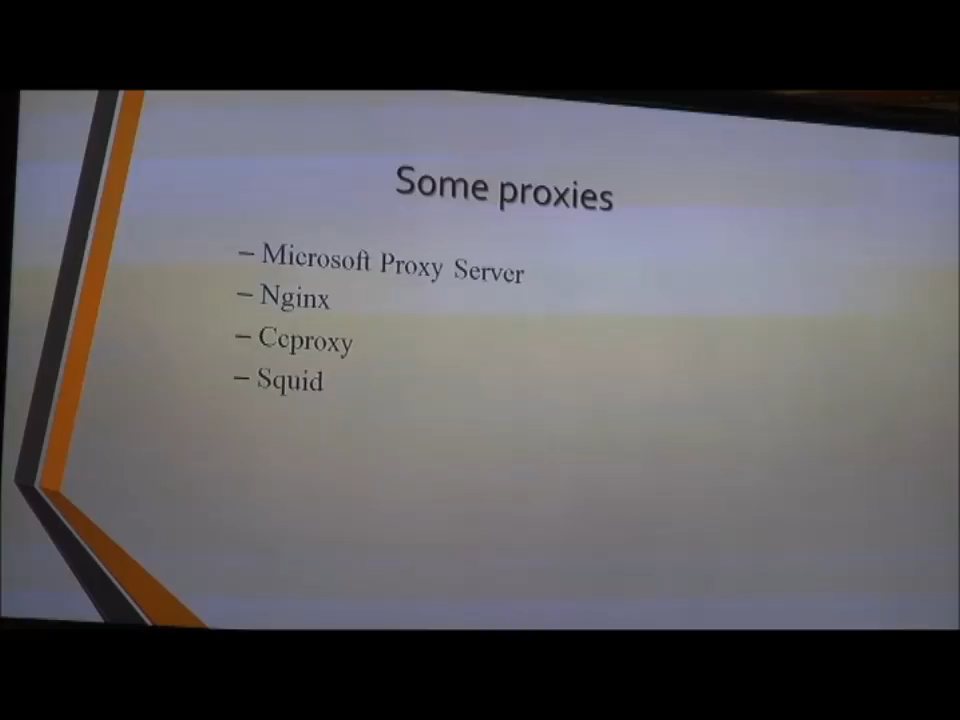 Some proxies
– Microsoft Proxy Server
– Nginx
– Ccproxy
– Squid